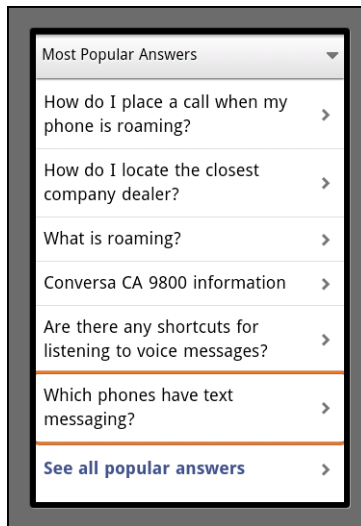 Most Popular Answers
How do I place a call when my
phone is roaming?
How do I locate the closest
company dealer?
What is roaming?
Conversa CA 9800 information
Are there any shortcuts for
listening to voice messages?
Which phones have text
messaging?
See all popular answers